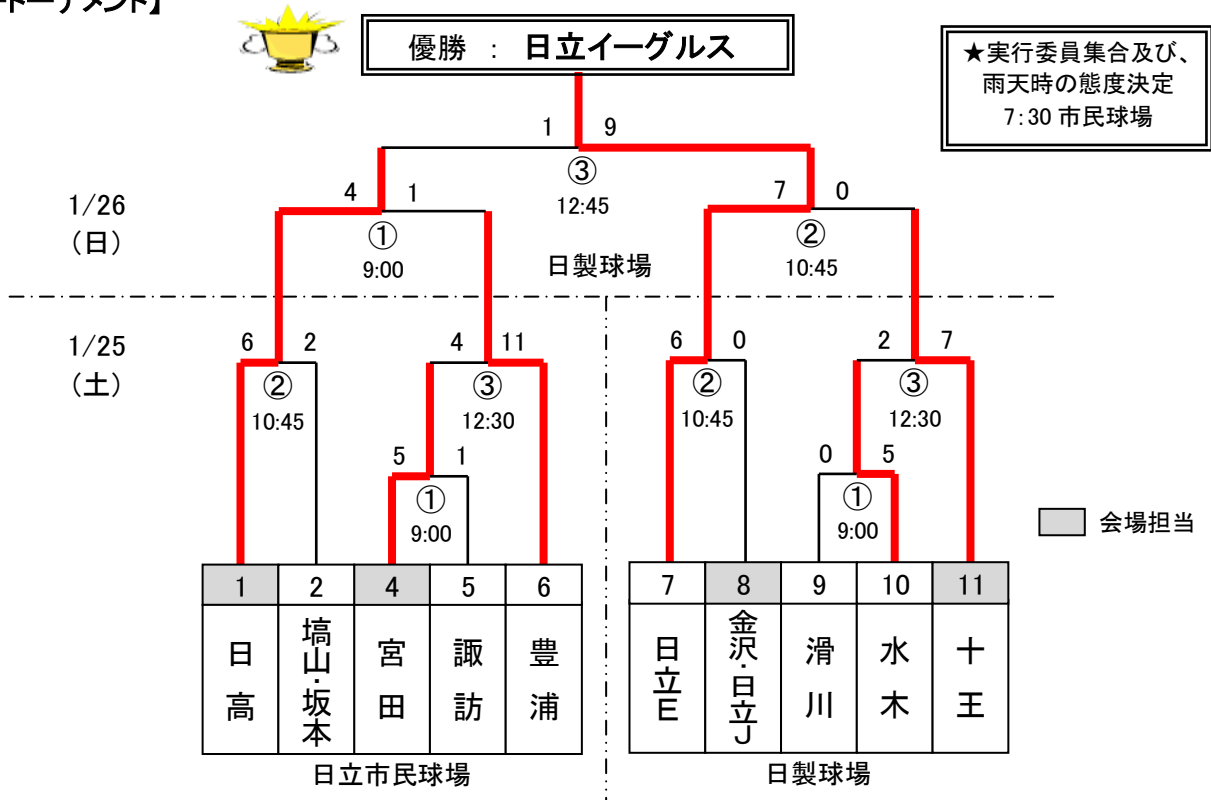 トーナメント】
優勝 : 日立イーグルス
★実行委員集合及び、
雨天時の態度決定
7:30 市民球場
1 9
③
12:45
1/26
(日)
4 1
①
9:00
日製球場
7 0
②
10:45
1/25
(土)
6 2
②
10:45
4 11
③
12:30
5 1
①
9:00
6 0
②
10:45
2 7
③
12:30
0 5
①
9:00
会場担当
1 2 4 5 6
日高
塙山・坂本
宮田
諏訪
豊浦
日立市民球場
7 8 9 10 11
日立E
金沢・日立J
滑川
水木
十王
日製球場